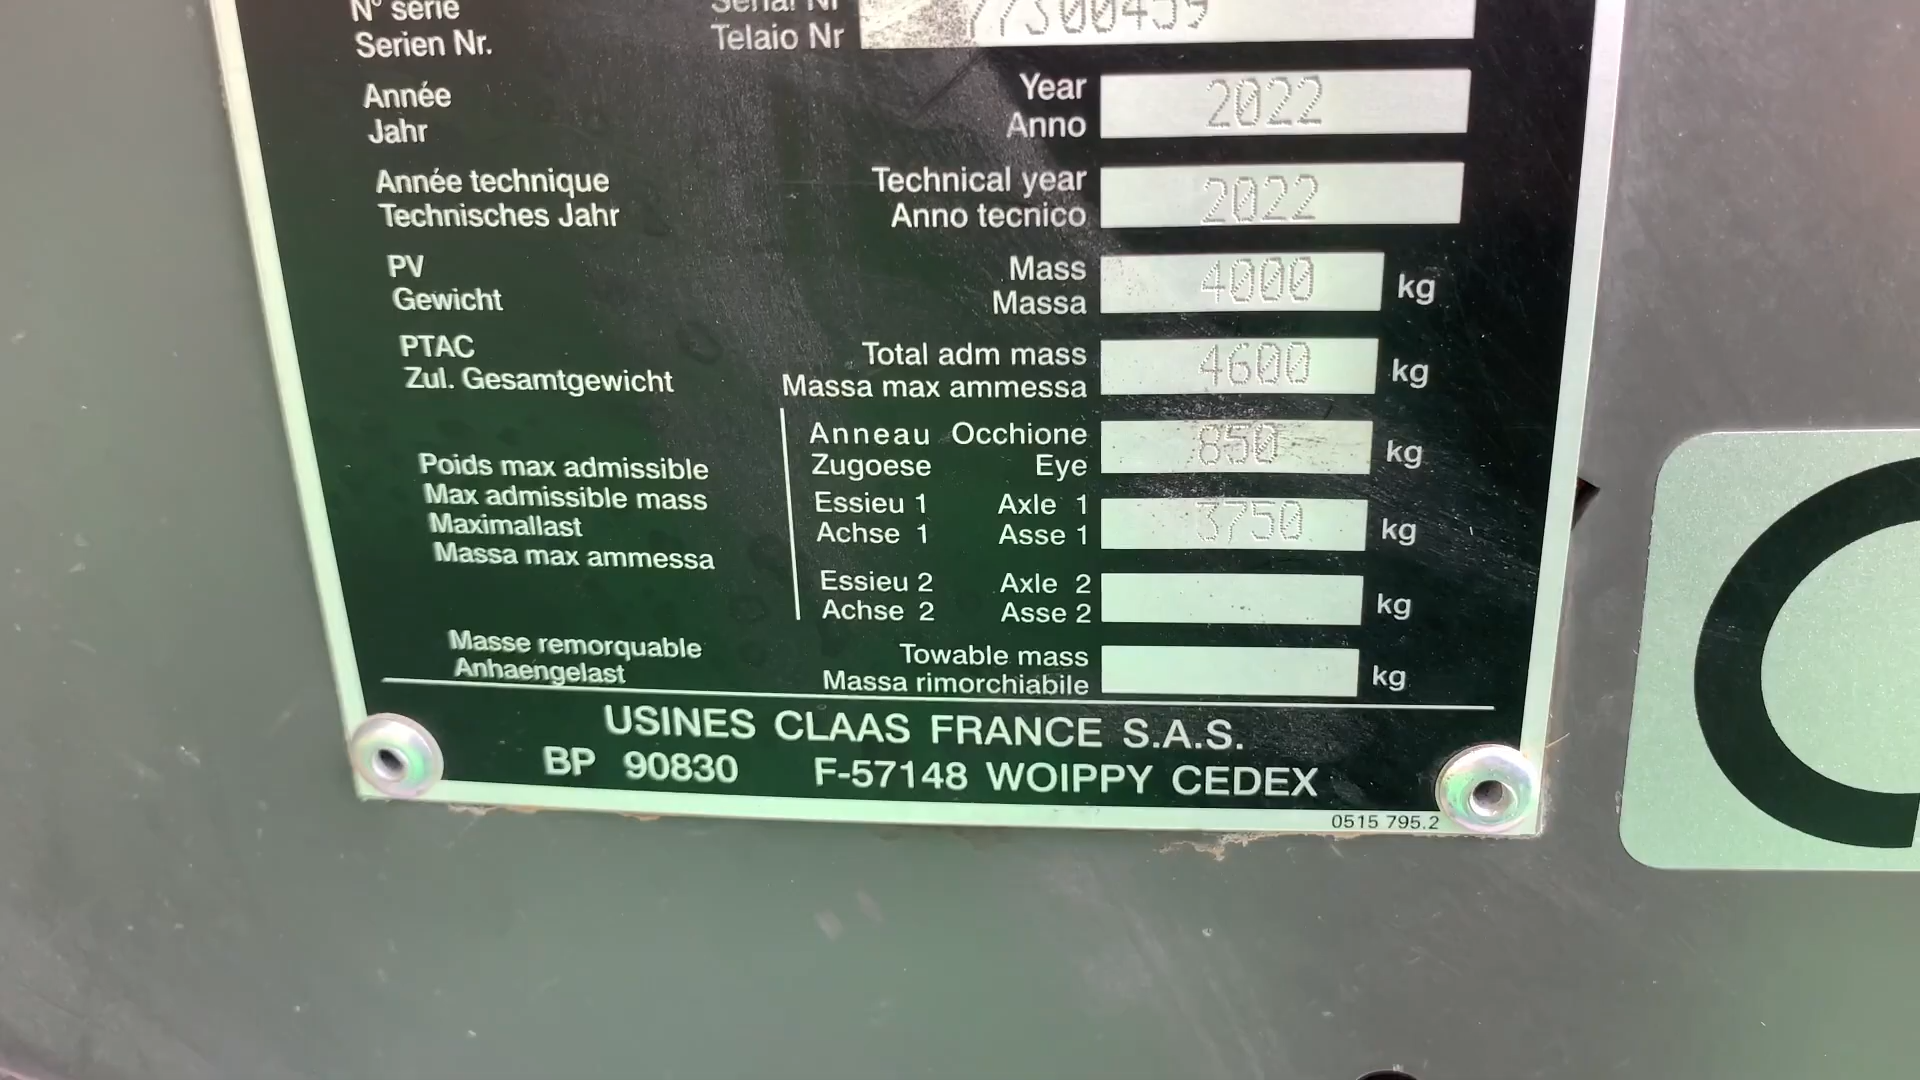 N° série Serial Nr 77300459
Serien Nr. Telaio Nr
Année Year 2022
Jahr Anno
Année technique Technical year 2022
Technisches Jahr Anno tecnico
PV Mass 4000 kg
Gewicht Massa
PTAC Total adm mass 4600 kg
Zul. Gesamtgewicht Massa max ammessa
Poids max admissible
Max admissible mass
Maximallast
Massa max ammessa
Anneau Occhione 850 kg
Zugoese Eye
Essieu 1 Axle 1 3750 kg
Achse 1 Asse 1
Essieu 2 Axle 2 kg
Achse 2 Asse 2
Masse remorquable Towable mass kg
Anhaengelast Massa rimorchiabile
USINES CLAAS FRANCE S.A.S.
BP 90830 F-57148 WOIPPY CEDEX
0515 795.2